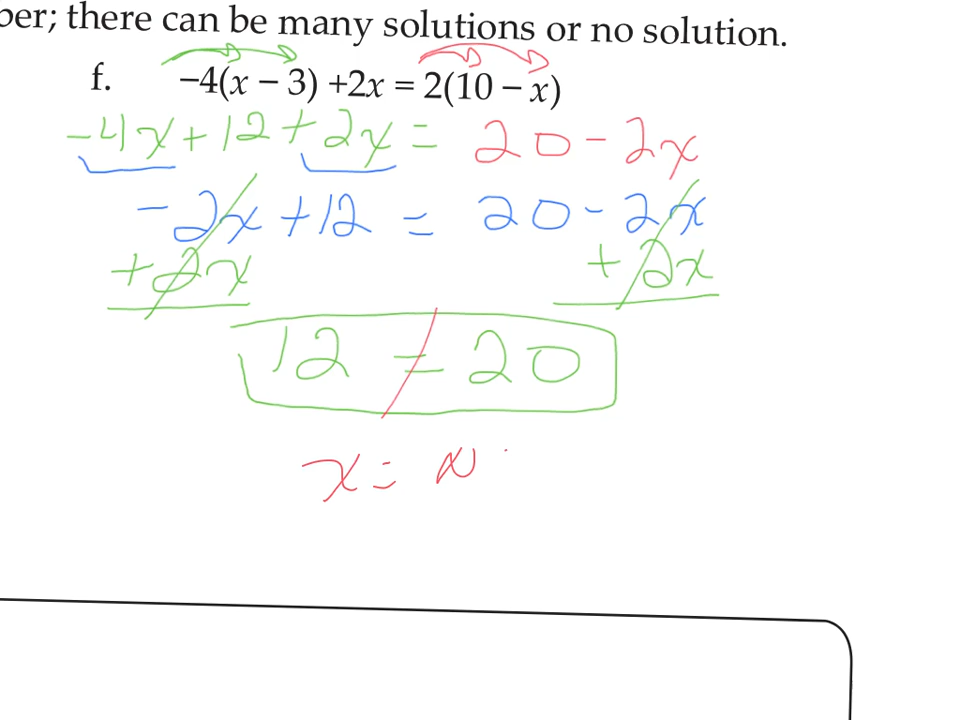 ber; there can be many solutions or no solution.
f. −4(x − 3) +2x = 2(10 − x)
-4x + 12 + 2x = 20 - 2x
- 2x + 12 = 20 - 2x
+ 2x + 2x
12 ≠ 20
x = N